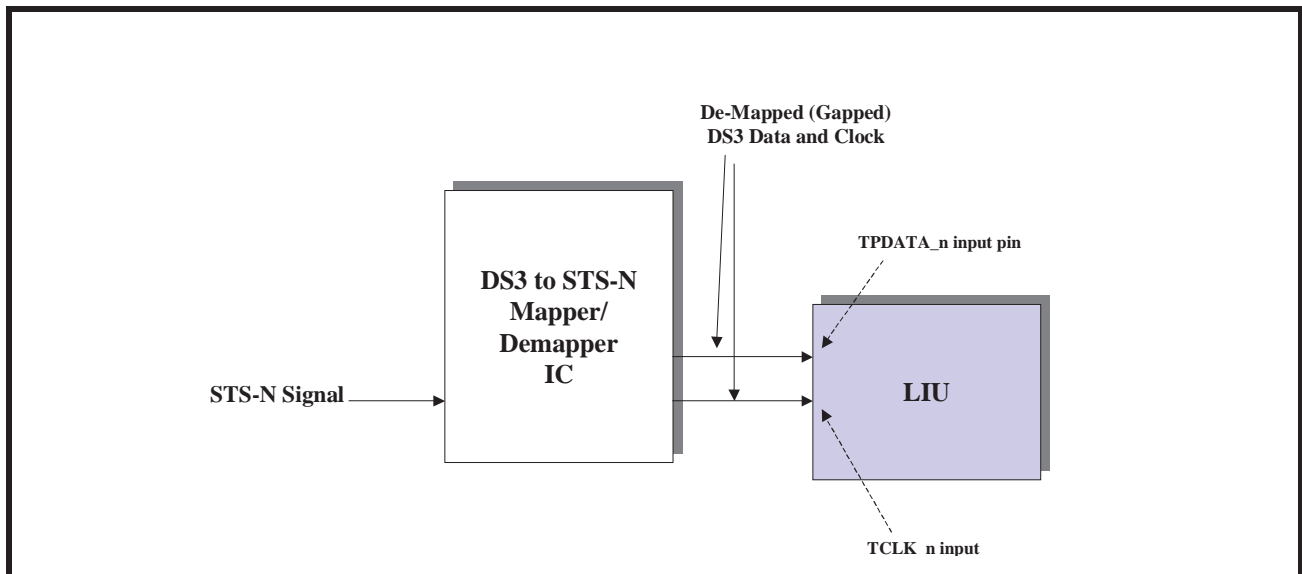 De-Mapped (Gapped)
DS3 Data and Clock
TPDATA_n input pin
DS3 to STS-N
Mapper/
Demapper
IC
STS-N Signal
LIU
TCLK_n input